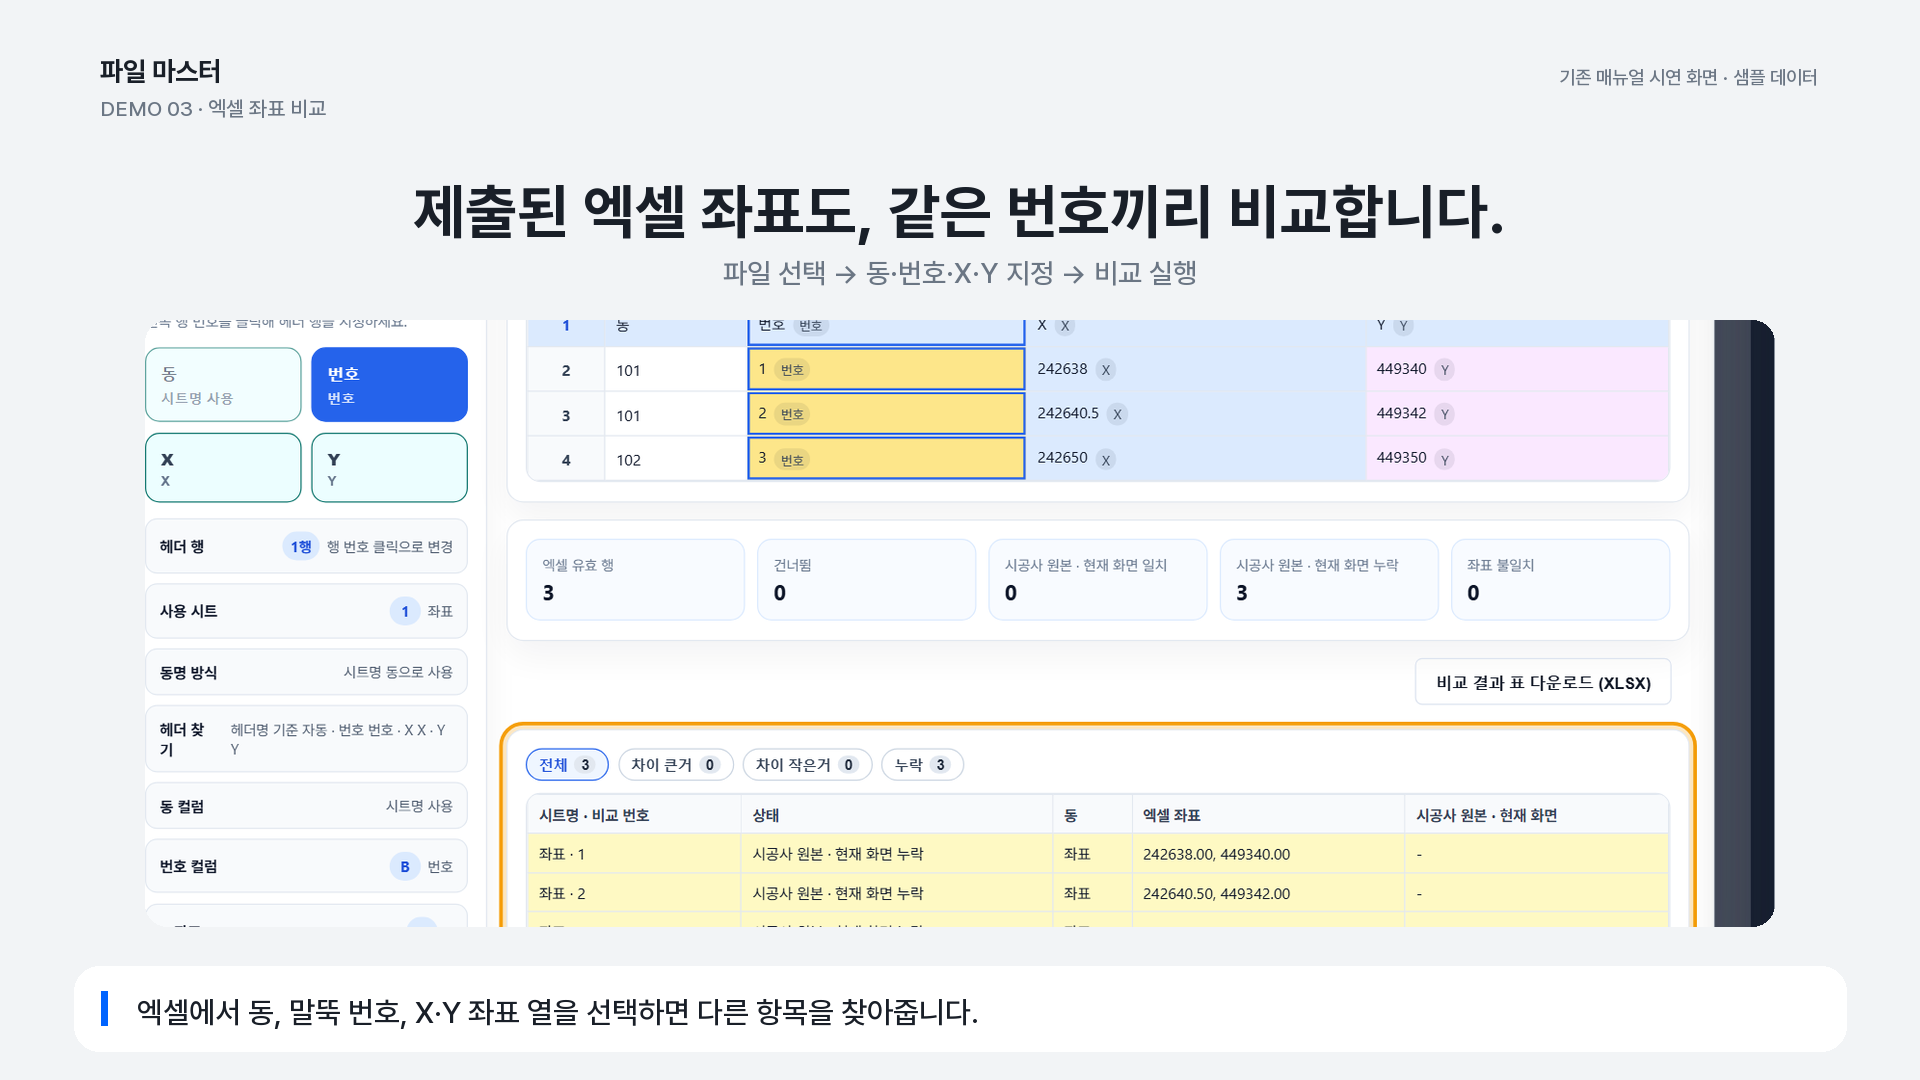 파일 마스터
DEMO 03 · 엑셀 좌표 비교
기존 매뉴얼 시연 화면 · 샘플 데이터
제출된 엑셀 좌표도, 같은 번호끼리 비교합니다.
파일 선택 → 동·번호·X·Y 지정 → 비교 실행
행 번호를 클릭해 헤더 행을 지정하세요.
동
시트명 사용
번호
번호
X
X
Y
Y
헤더 행 1행 행 번호 클릭으로 변경
사용 시트 1 좌표
동명 방식 시트명 동으로 사용
헤더 찾기 헤더명 기준 자동 · 번호 번호 · X X · Y
Y
동 컬럼 시트명 사용
번호 컬럼 B 번호
1 동 번호 번호 X X Y Y
2 101 1 번호 242638 X 449340 Y
3 101 2 번호 242640.5 X 449342 Y
4 102 3 번호 242650 X 449350 Y
엑셀 유효 행
3
건너뜀
0
시공사 원본 · 현재 화면 일치
0
시공사 원본 · 현재 화면 누락
3
좌표 불일치
0
비교 결과 표 다운로드 (XLSX)
전체 3 차이 큰거 0 차이 작은거 0 누락 3
시트명 · 비교 번호 상태 동 엑셀 좌표 시공사 원본 · 현재 화면
좌표 · 1 시공사 원본 · 현재 화면 누락 좌표 242638.00, 449340.00 -
좌표 · 2 시공사 원본 · 현재 화면 누락 좌표 242640.50, 449342.00 -
엑셀에서 동, 말뚝 번호, X·Y 좌표 열을 선택하면 다른 항목을 찾아줍니다.